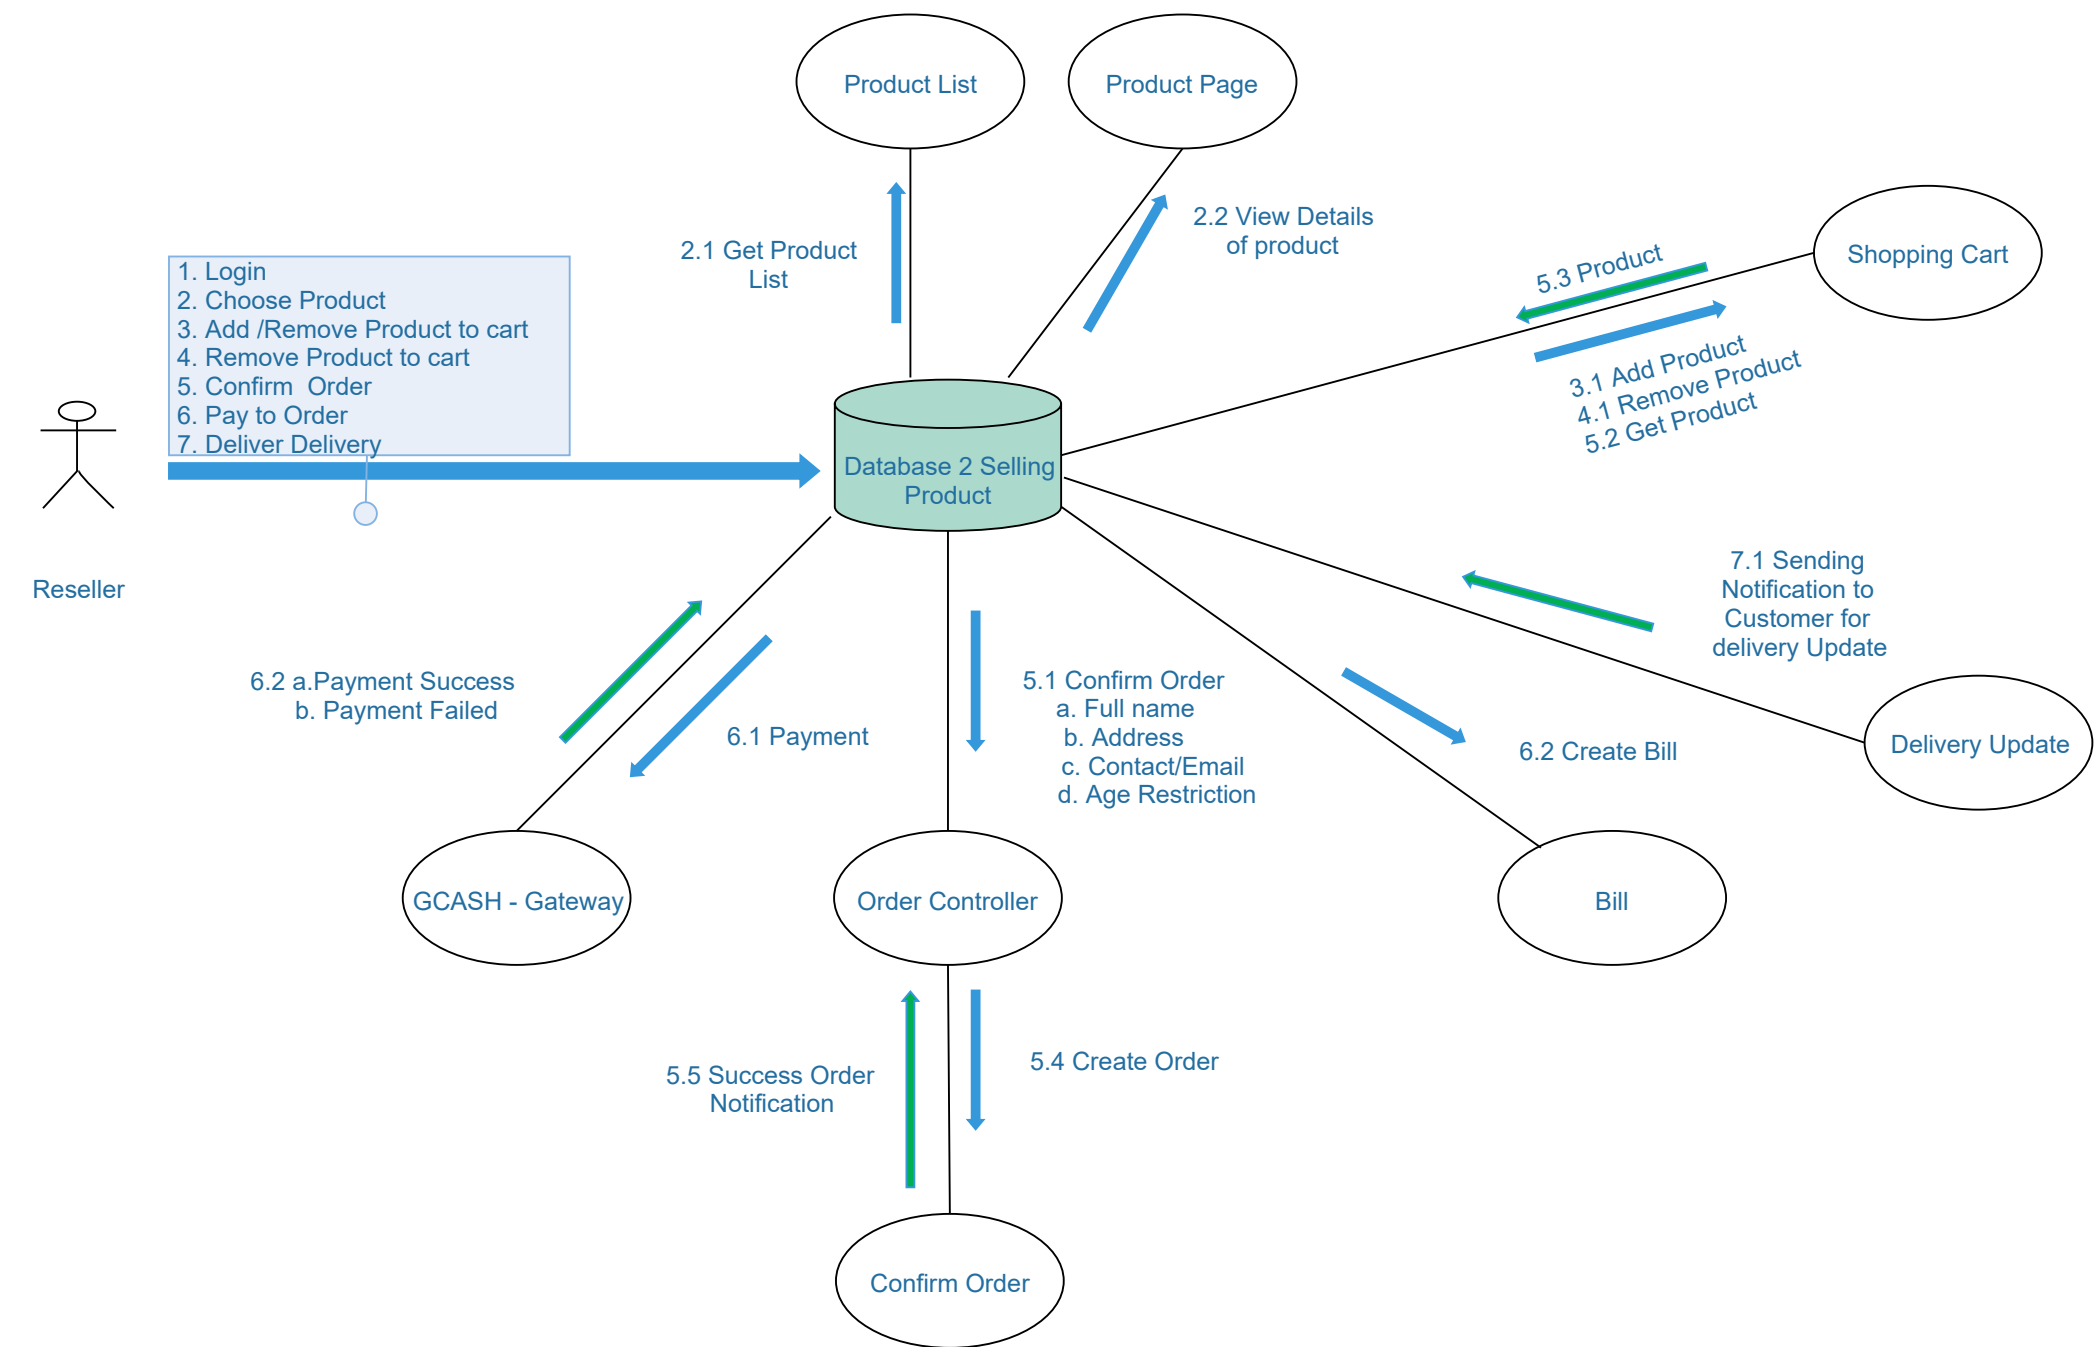 Product List
Product Page
2.1 Get Product
List
2.2 View Details
of product
5.3 Product
Shopping Cart
3.1 Add Product
4.1 Remove Product
5.2 Get Product
1. Login
2. Choose Product
3. Add /Remove Product to cart
4. Remove Product to cart
5. Confirm  Order
6. Pay to Order
7. Deliver Delivery
Reseller
Database 2 Selling
Product
7.1 Sending
Notification to
Customer for
delivery Update
6.2 a.Payment Success
b. Payment Failed
6.1 Payment
5.1 Confirm Order
a. Full name
b. Address
c. Contact/Email
d. Age Restriction
6.2 Create Bill
Delivery Update
GCASH - Gateway
Order Controller
Bill
5.5 Success Order
Notification
5.4 Create Order
Confirm Order